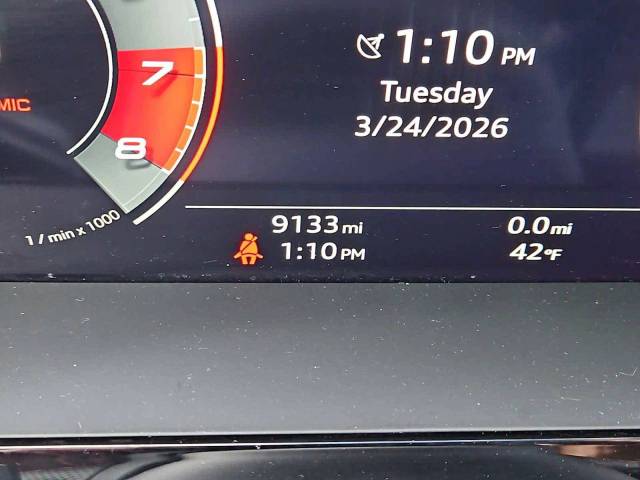 1:10 PM
Tuesday
3/24/2026
7
MIC
8
1 / min x 1000
9133 mi
0.0 mi
1:10 PM
42 °F